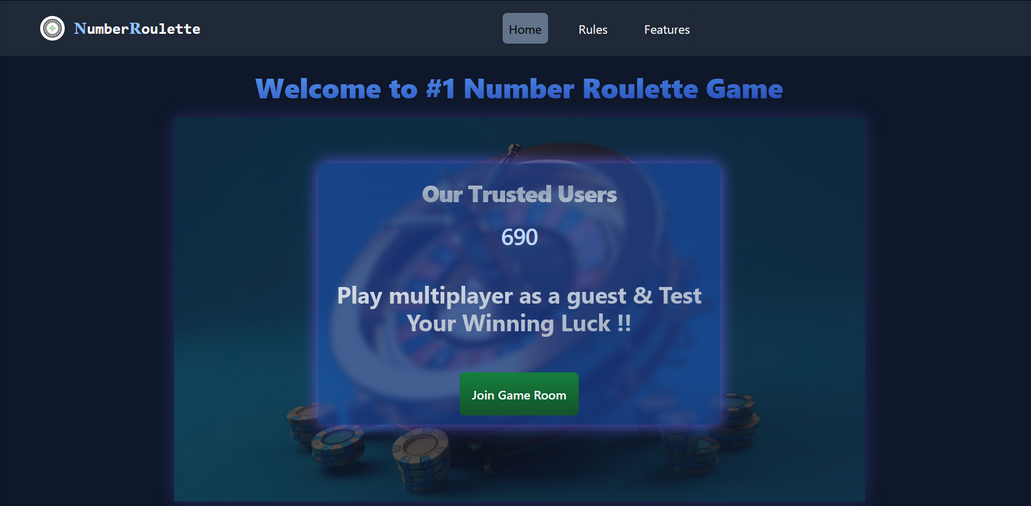 NumberRoulette
Home
Rules
Features
Welcome to #1 Number Roulette Game
Our Trusted Users
690
Play multiplayer as a guest & Test
Your Winning Luck !!
Join Game Room